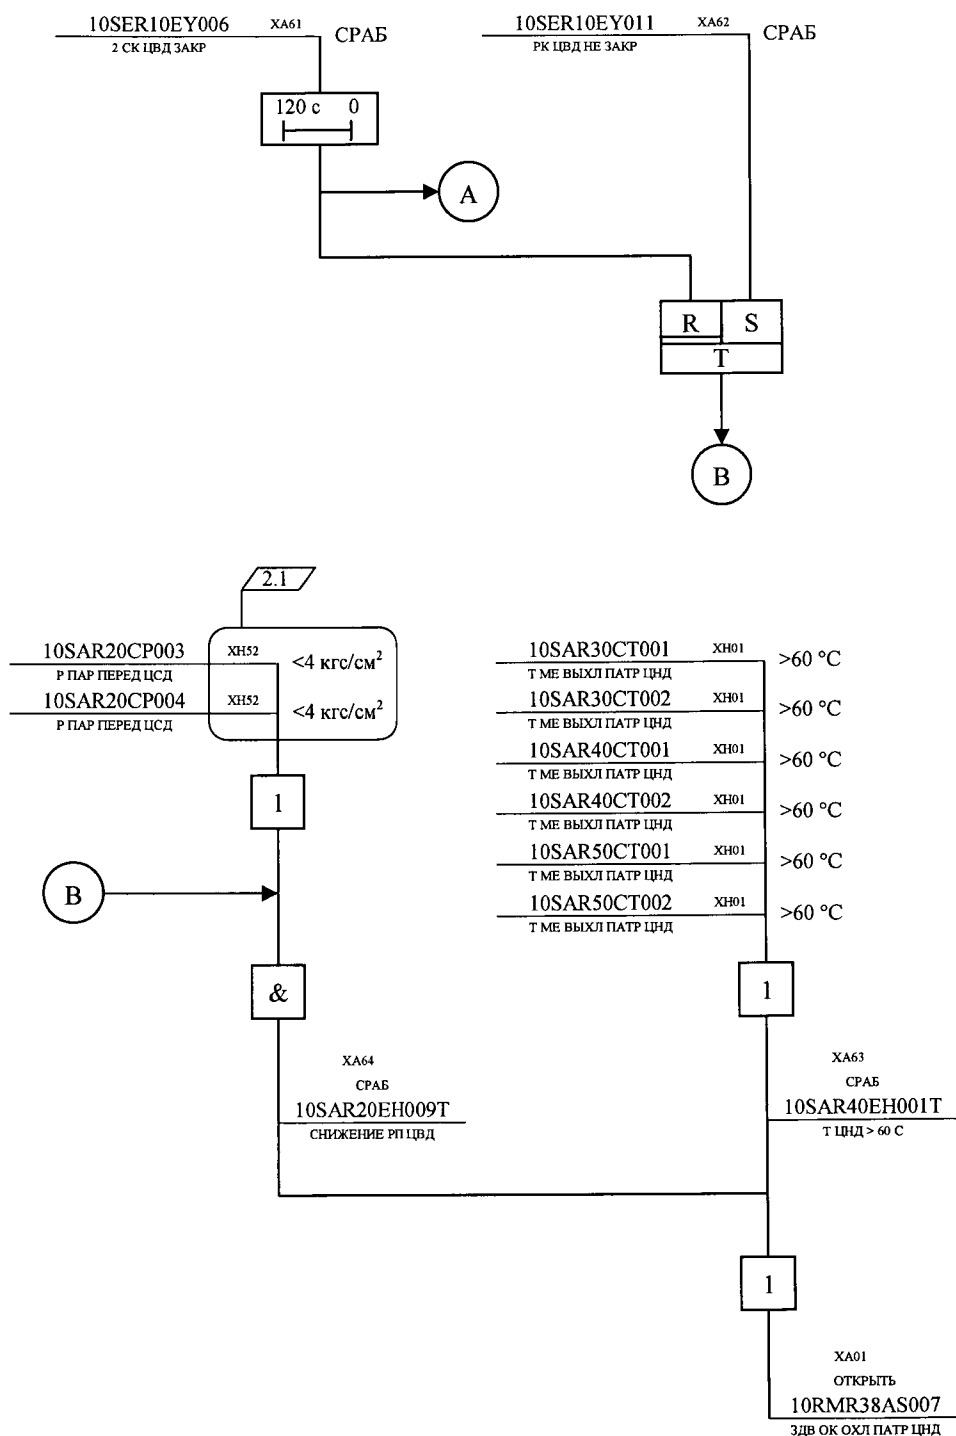 10SER10EY006 XA61 СРАБ
2 СК ЦВД ЗАКР
10SER10EY011 XA62 СРАБ
РК ЦВД НЕ ЗАКР
120 с 0
A
R S
T
B
2.1
10SAR20CP003 XH52 <4 кгс/см²
Р ПАР ПЕРЕД ЦСД
10SAR20CP004 XH52 <4 кгс/см²
Р ПАР ПЕРЕД ЦСД
1
B
&
XA64
СРАБ
10SAR20EH009T
СНИЖЕНИЕ РП ЦВД
10SAR30CT001 XH01 >60 °C
Т МЕ ВЫХЛ ПАТР ЦНД
10SAR30CT002 XH01 >60 °C
Т МЕ ВЫХЛ ПАТР ЦНД
10SAR40CT001 XH01 >60 °C
Т МЕ ВЫХЛ ПАТР ЦНД
10SAR40CT002 XH01 >60 °C
Т МЕ ВЫХЛ ПАТР ЦНД
10SAR50CT001 XH01 >60 °C
Т МЕ ВЫХЛ ПАТР ЦНД
10SAR50CT002 XH01 >60 °C
Т МЕ ВЫХЛ ПАТР ЦНД
1
XA63
СРАБ
10SAR40EH001T
Т ЦНД > 60 С
1
XA01
ОТКРЫТЬ
10RMR38AS007
ЗДВ ОК ОХЛ ПАТР ЦНД